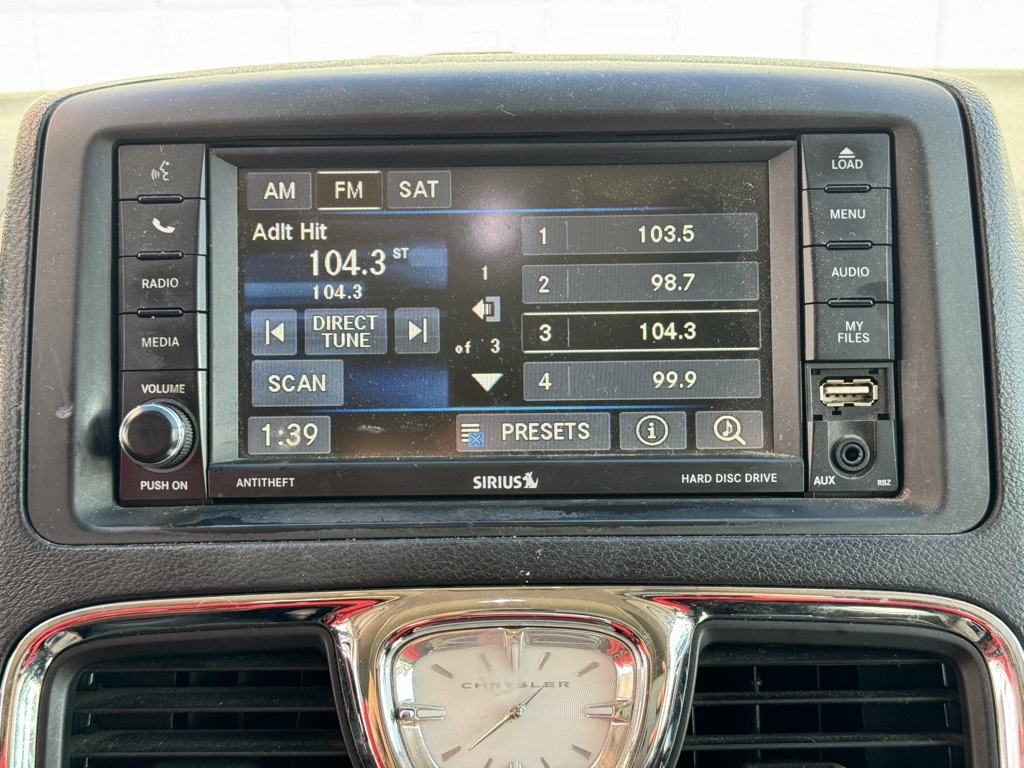 LOAD
AM FM SAT
MENU
Adlt Hit
104.3 ST
104.3
1
of 3
1 103.5
2 98.7
3 104.3
4 99.9
RADIO
AUDIO
DIRECT
TUNE
MEDIA
MY
FILES
SCAN
VOLUME
1:39
PRESETS
PUSH ON
ANTITHEFT
SIRIUS
HARD DISC DRIVE
AUX
RBZ
CHRYSLER